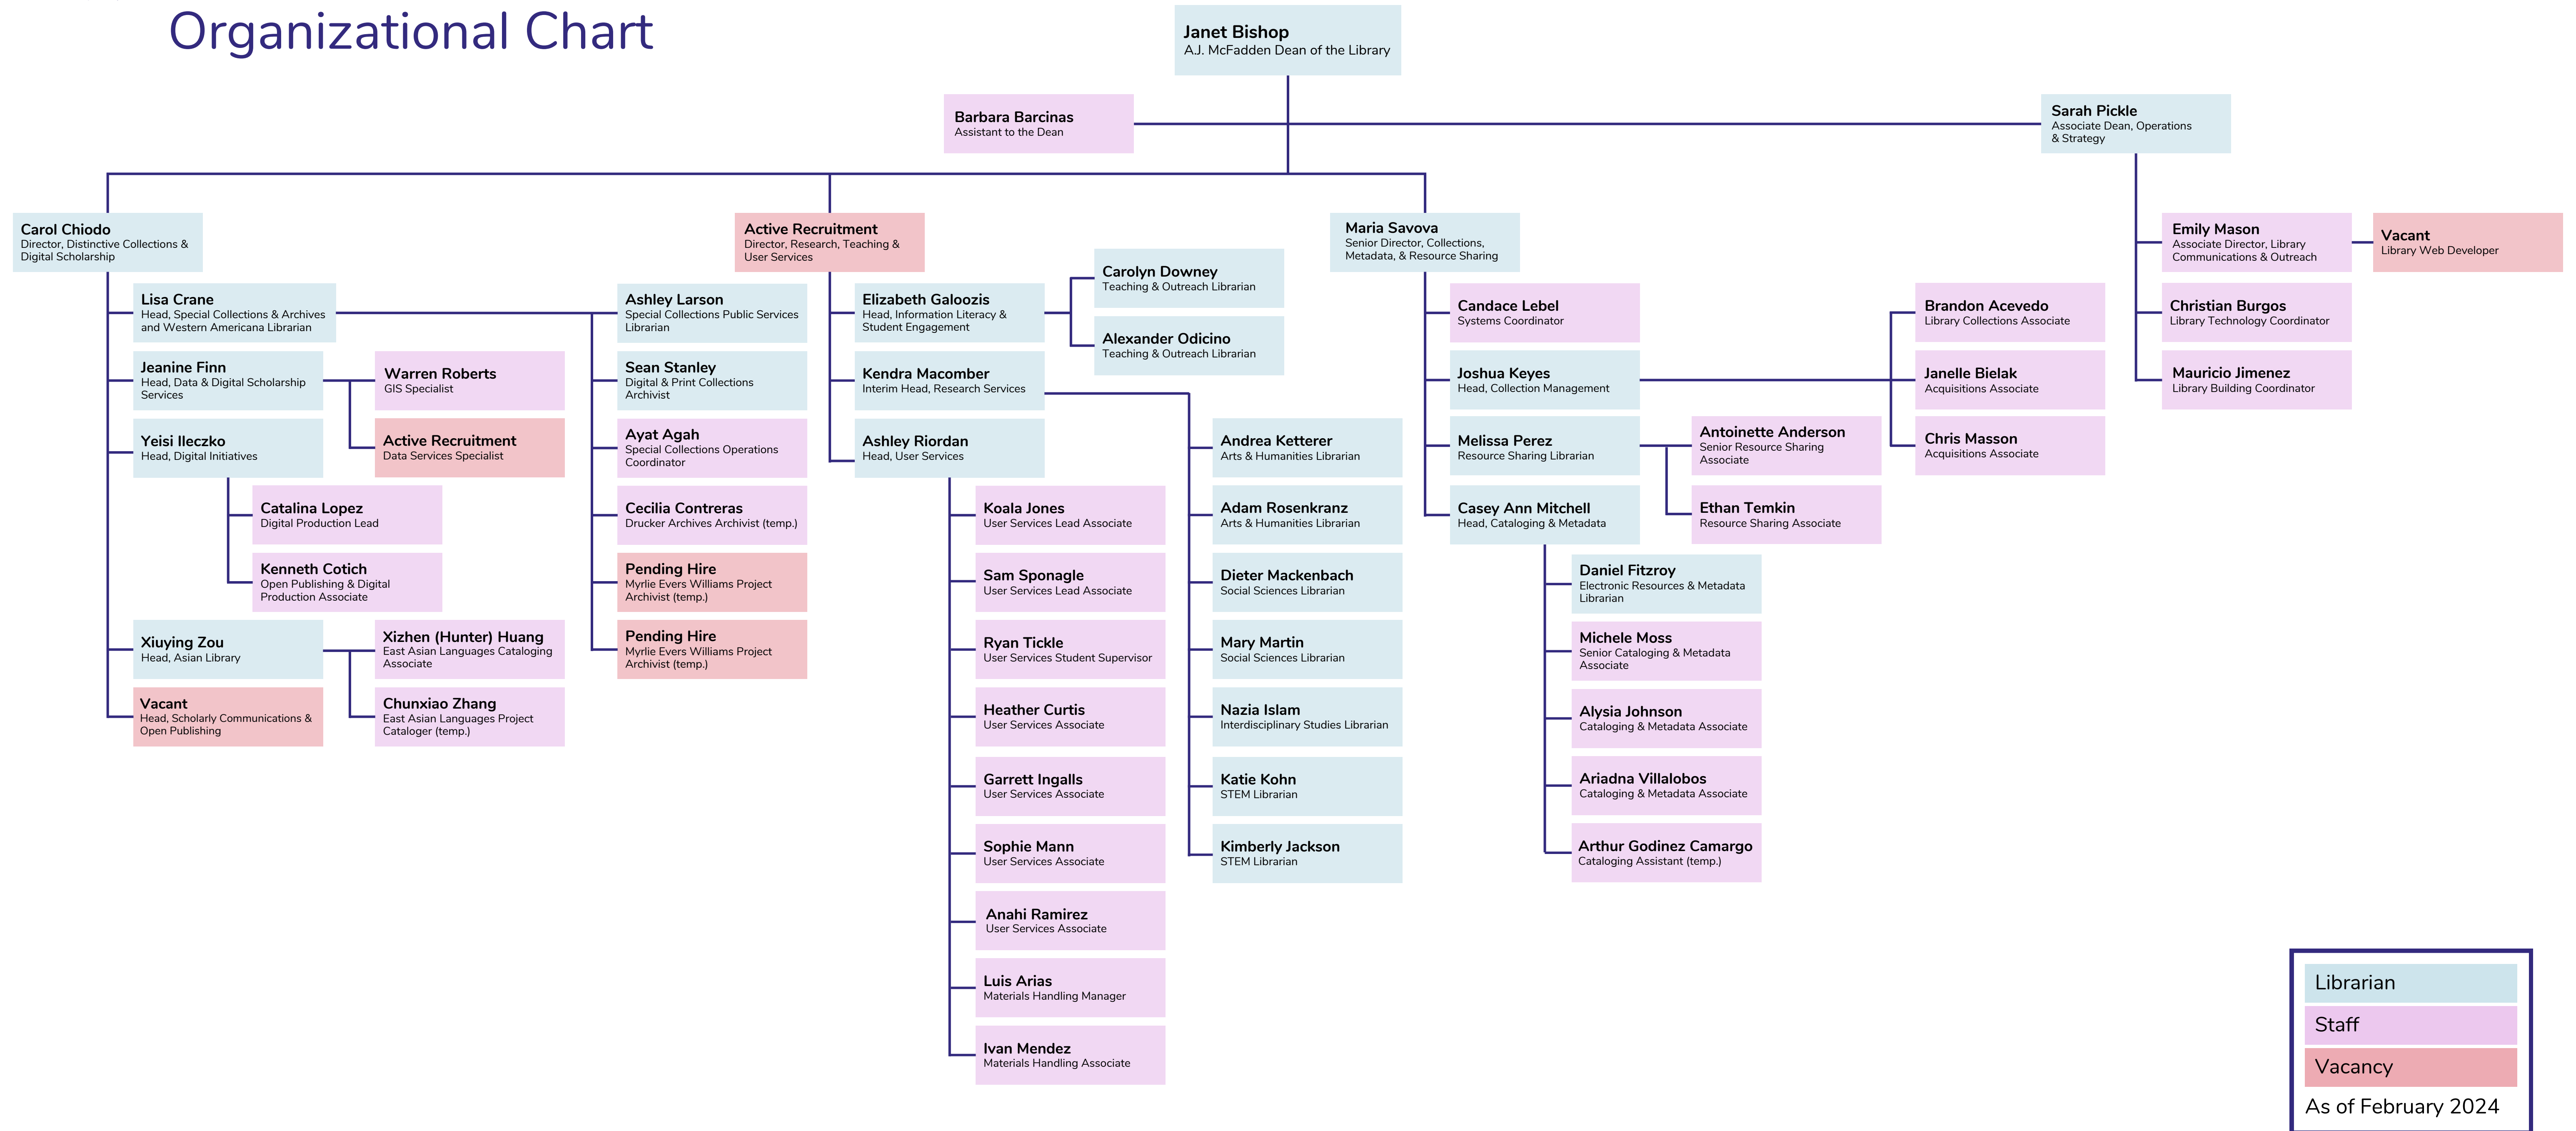 Organizational Chart
Janet Bishop
A.J. McFadden Dean of the Library
Barbara Barcinas
Assistant to the Dean
Sarah Pickle
Associate Dean, Operations
& Strategy
Carol Chiodo
Director, Distinctive Collections &
Digital Scholarship
Lisa Crane
Head, Special Collections & Archives
and Western Americana Librarian
Jeanine Finn
Head, Data & Digital Scholarship
Services
Warren Roberts
GIS Specialist
Active Recruitment
Data Services Specialist
Yeisi Ileczko
Head, Digital Initiatives
Catalina Lopez
Digital Production Lead
Kenneth Cotich
Open Publishing & Digital
Production Associate
Xiuying Zou
Head, Asian Library
Xizhen (Hunter) Huang
East Asian Languages Cataloging
Associate
Chunxiao Zhang
East Asian Languages Project
Cataloger (temp.)
Vacant
Head, Scholarly Communications &
Open Publishing
Ashley Larson
Special Collections Public Services
Librarian
Sean Stanley
Digital & Print Collections
Archivist
Ayat Agah
Special Collections Operations
Coordinator
Cecilia Contreras
Drucker Archives Archivist (temp.)
Pending Hire
Myrlie Evers Williams Project
Archivist (temp.)
Pending Hire
Myrlie Evers Williams Project
Archivist (temp.)
Active Recruitment
Director, Research, Teaching &
User Services
Elizabeth Galoozis
Head, Information Literacy &
Student Engagement
Carolyn Downey
Teaching & Outreach Librarian
Alexander Odicino
Teaching & Outreach Librarian
Kendra Macomber
Interim Head, Research Services
Ashley Riordan
Head, User Services
Koala Jones
User Services Lead Associate
Sam Sponagle
User Services Lead Associate
Ryan Tickle
User Services Student Supervisor
Heather Curtis
User Services Associate
Garrett Ingalls
User Services Associate
Sophie Mann
User Services Associate
Anahi Ramirez
User Services Associate
Luis Arias
Materials Handling Manager
Ivan Mendez
Materials Handling Associate
Andrea Ketterer
Arts & Humanities Librarian
Adam Rosenkranz
Arts & Humanities Librarian
Dieter Mackenbach
Social Sciences Librarian
Mary Martin
Social Sciences Librarian
Nazia Islam
Interdisciplinary Studies Librarian
Katie Kohn
STEM Librarian
Kimberly Jackson
STEM Librarian
Maria Savova
Senior Director, Collections,
Metadata, & Resource Sharing
Candace Lebel
Systems Coordinator
Joshua Keyes
Head, Collection Management
Melissa Perez
Resource Sharing Librarian
Casey Ann Mitchell
Head, Cataloging & Metadata
Antoinette Anderson
Senior Resource Sharing
Associate
Ethan Temkin
Resource Sharing Associate
Daniel Fitzroy
Electronic Resources & Metadata
Librarian
Michele Moss
Senior Cataloging & Metadata
Associate
Alysia Johnson
Cataloging & Metadata Associate
Ariadna Villalobos
Cataloging & Metadata Associate
Arthur Godinez Camargo
Cataloging Assistant (temp.)
Brandon Acevedo
Library Collections Associate
Janelle Bielak
Acquisitions Associate
Chris Masson
Acquisitions Associate
Emily Mason
Associate Director, Library
Communications & Outreach
Vacant
Library Web Developer
Christian Burgos
Library Technology Coordinator
Mauricio Jimenez
Library Building Coordinator
Librarian
Staff
Vacancy
As of February 2024